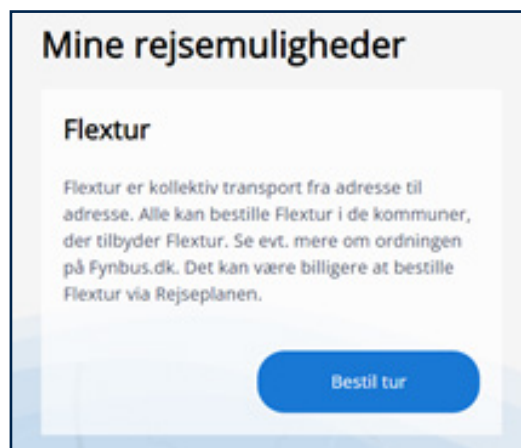 Mine rejsemuligheder
Flextur
Flextur er kollektiv transport fra adresse til
adresse. Alle kan bestille Flextur i de kommuner,
der tilbyder Flextur. Se evt. mere om ordningen
på Fynbus.dk. Det kan være billigere at bestille
Flextur via Rejseplanen.
Bestil tur